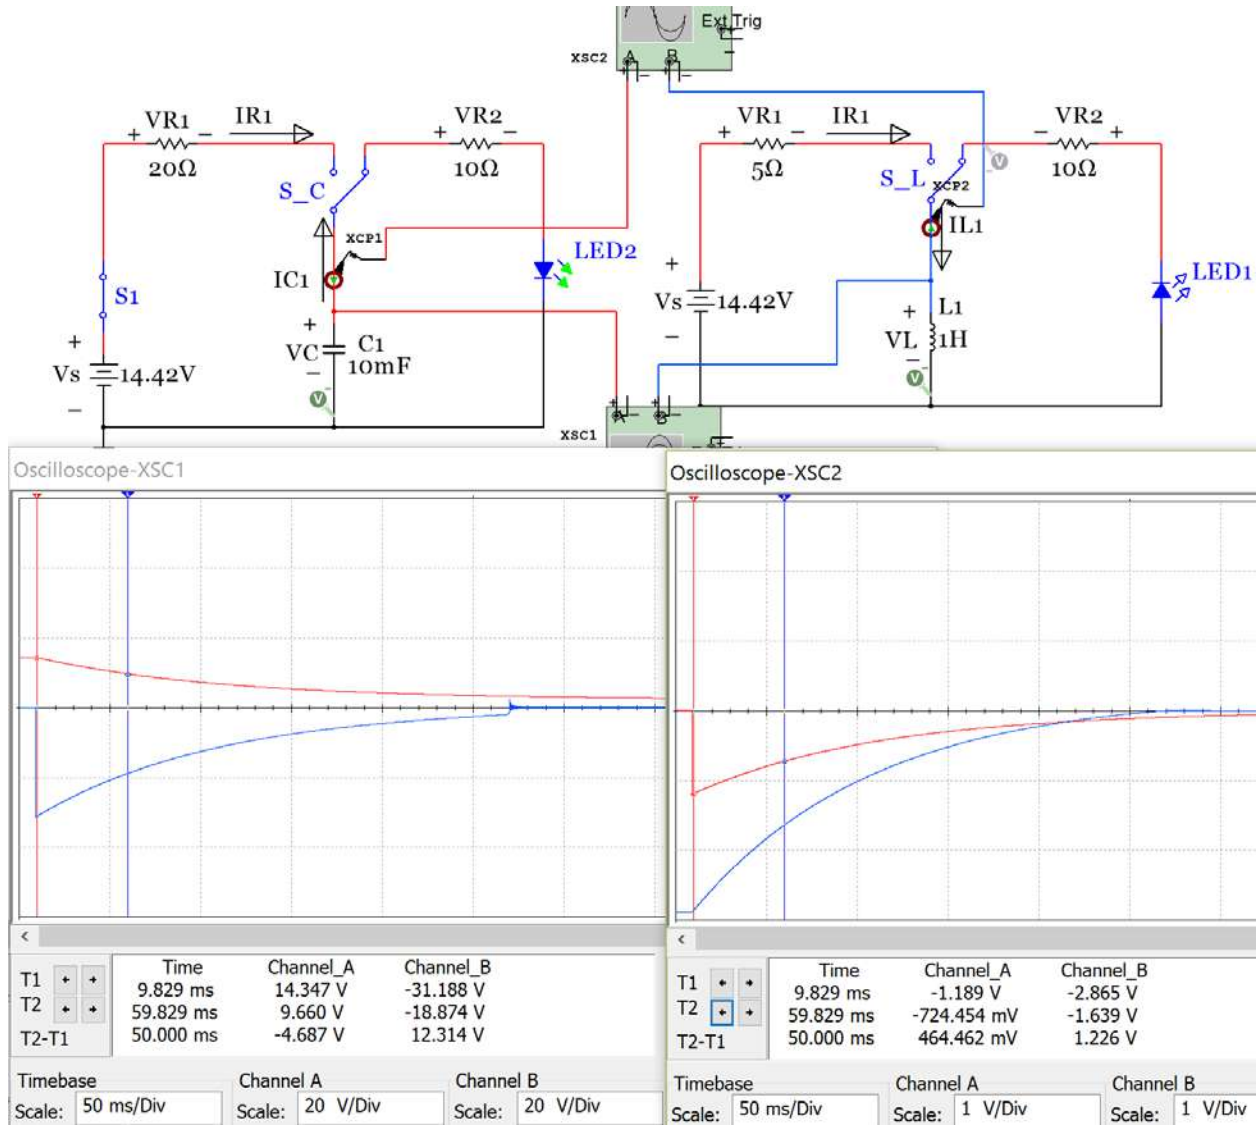 Ext Trig
+
XSC2
A
B
+ − + −
−
+ VR1 −
IR1
+ VR2 −
+ VR1 −
IR1
− VR2 +
20Ω
10Ω
5Ω
10Ω
V
S_C
S_L
XCP2
XCP1
IL1
IC1
LED2
LED1
S1
+
Vs
14.42V
−
+
VC
−
C1
10mF
V
+
Vs
14.42V
−
+
VL
−
L1
1H
V
XSC1
A
B
Oscilloscope-XSC1
Oscilloscope-XSC2
Time Channel_A Channel_B
T1 9.829 ms 14.347 V -31.188 V
T2 59.829 ms 9.660 V -18.874 V
T2-T1 50.000 ms -4.687 V 12.314 V
Timebase
Scale: 50 ms/Div
Channel A
Scale: 20 V/Div
Channel B
Scale: 20 V/Div
Time Channel_A Channel_B
T1 9.829 ms -1.189 V -2.865 V
T2 59.829 ms -724.454 mV -1.639 V
T2-T1 50.000 ms 464.462 mV 1.226 V
Timebase
Scale: 50 ms/Div
Channel A
Scale: 1 V/Div
Channel B
Scale: 1 V/Div